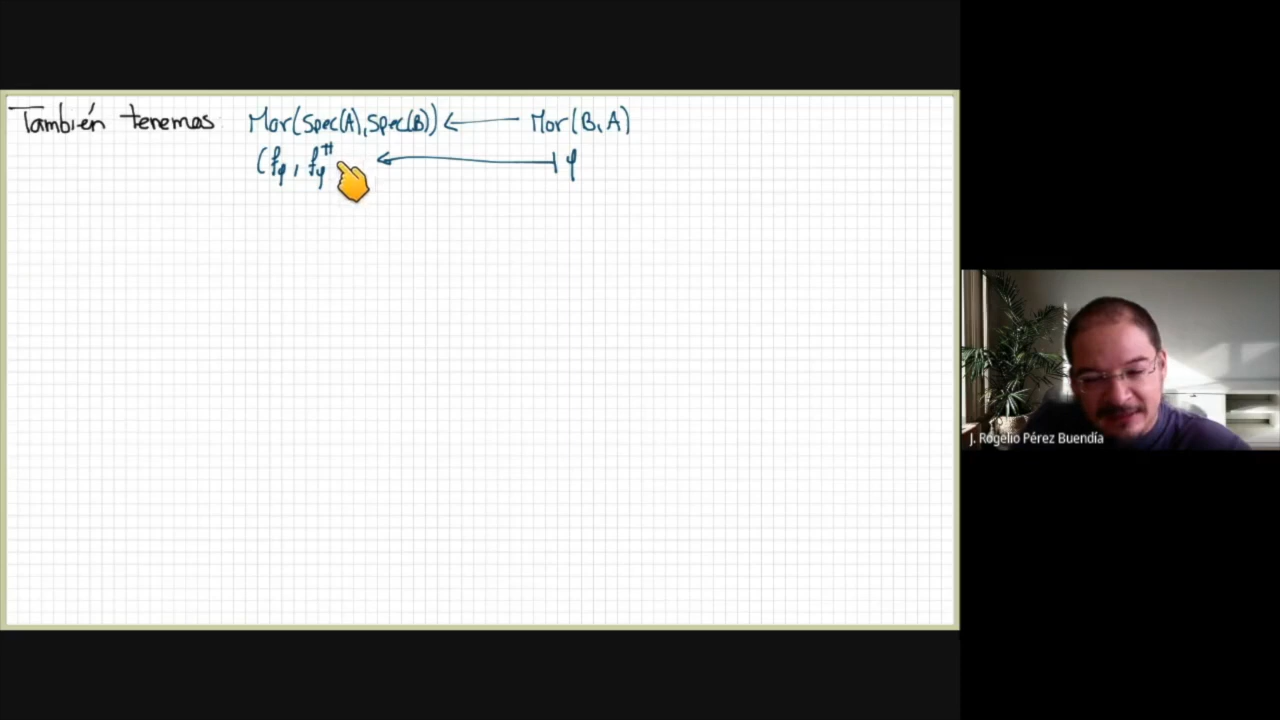 También tenemos Mor(Spec(A), Spec(B)) ← Mor(B, A)
(f_φ, f_φ^# ↤ φ
J. Rogelio Pérez Buendía